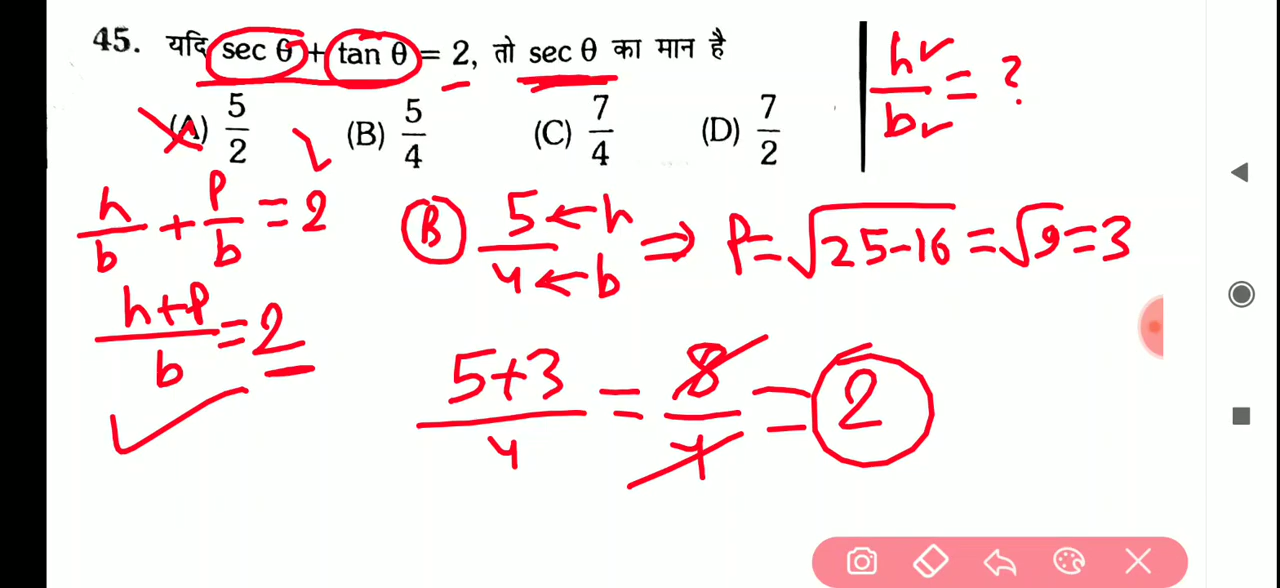 45. यदि sec θ + tan θ = 2, तो sec θ का मान है
(A) 5/2 (B) 5/4 (C) 7/4 (D) 7/2
h/b = ?
h/b + P/b = 2
(B) 5 ← h / 4 ← b ⇒ P = √25-16 = √9 = 3
h+P/b = 2
5+3/4 = 8/4 = 2